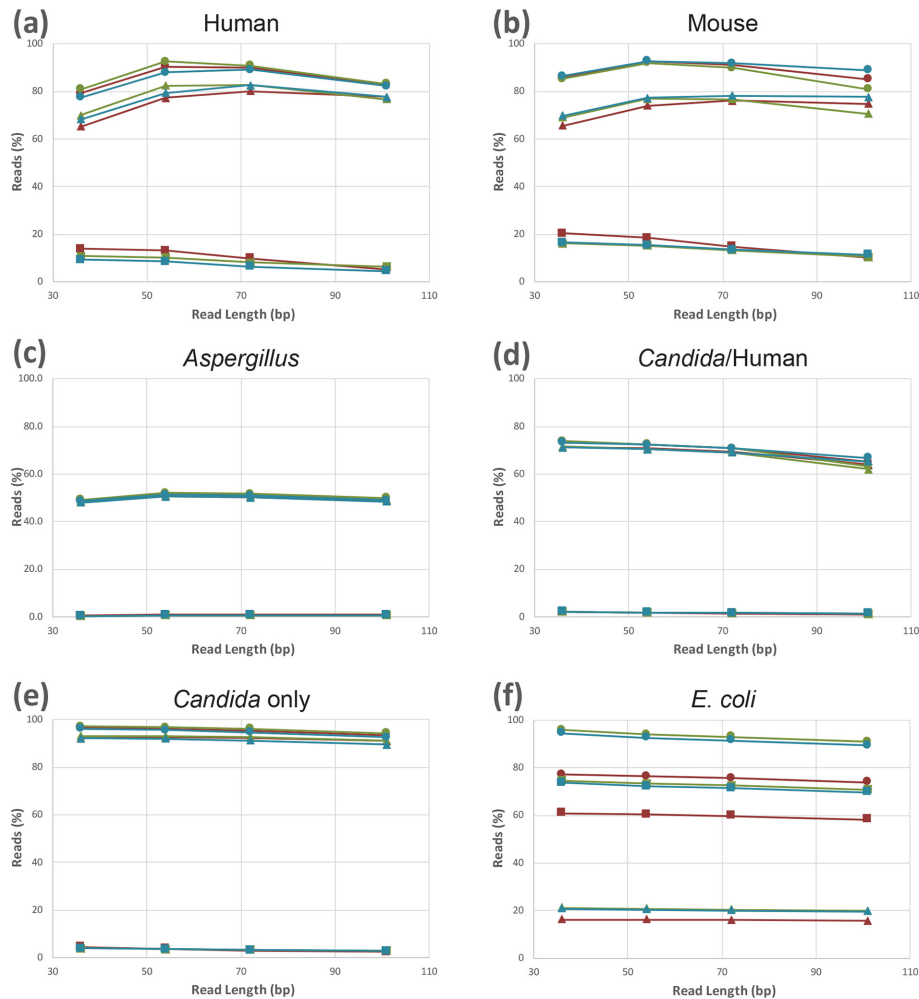 (a)
Human
100
80
60
40
20
0
30 50 70 90 110
Reads (%)
Read Length (bp)
(b)
Mouse
100
80
60
40
20
0
30 50 70 90 110
Reads (%)
Read Length (bp)
(c)
Aspergillus
100.0
80.0
60.0
40.0
20.0
0.0
30 50 70 90 110
Reads (%)
Read Length (bp)
(d)
Candida/Human
100
80
60
40
20
0
30 50 70 90 110
Reads (%)
Read Length (bp)
(e)
Candida only
100
80
60
40
20
0
30 50 70 90 110
Reads (%)
Read Length (bp)
(f)
E. coli
100
80
60
40
20
0
30 50 70 90 110
Reads (%)
Read Length (bp)